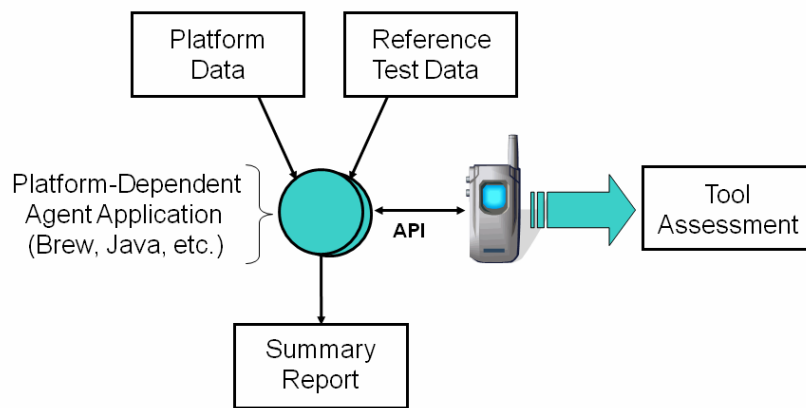 Platform
Data
Reference
Test Data
Platform-Dependent
Agent Application
(Brew, Java, etc.)
API
Tool
Assessment
Summary
Report